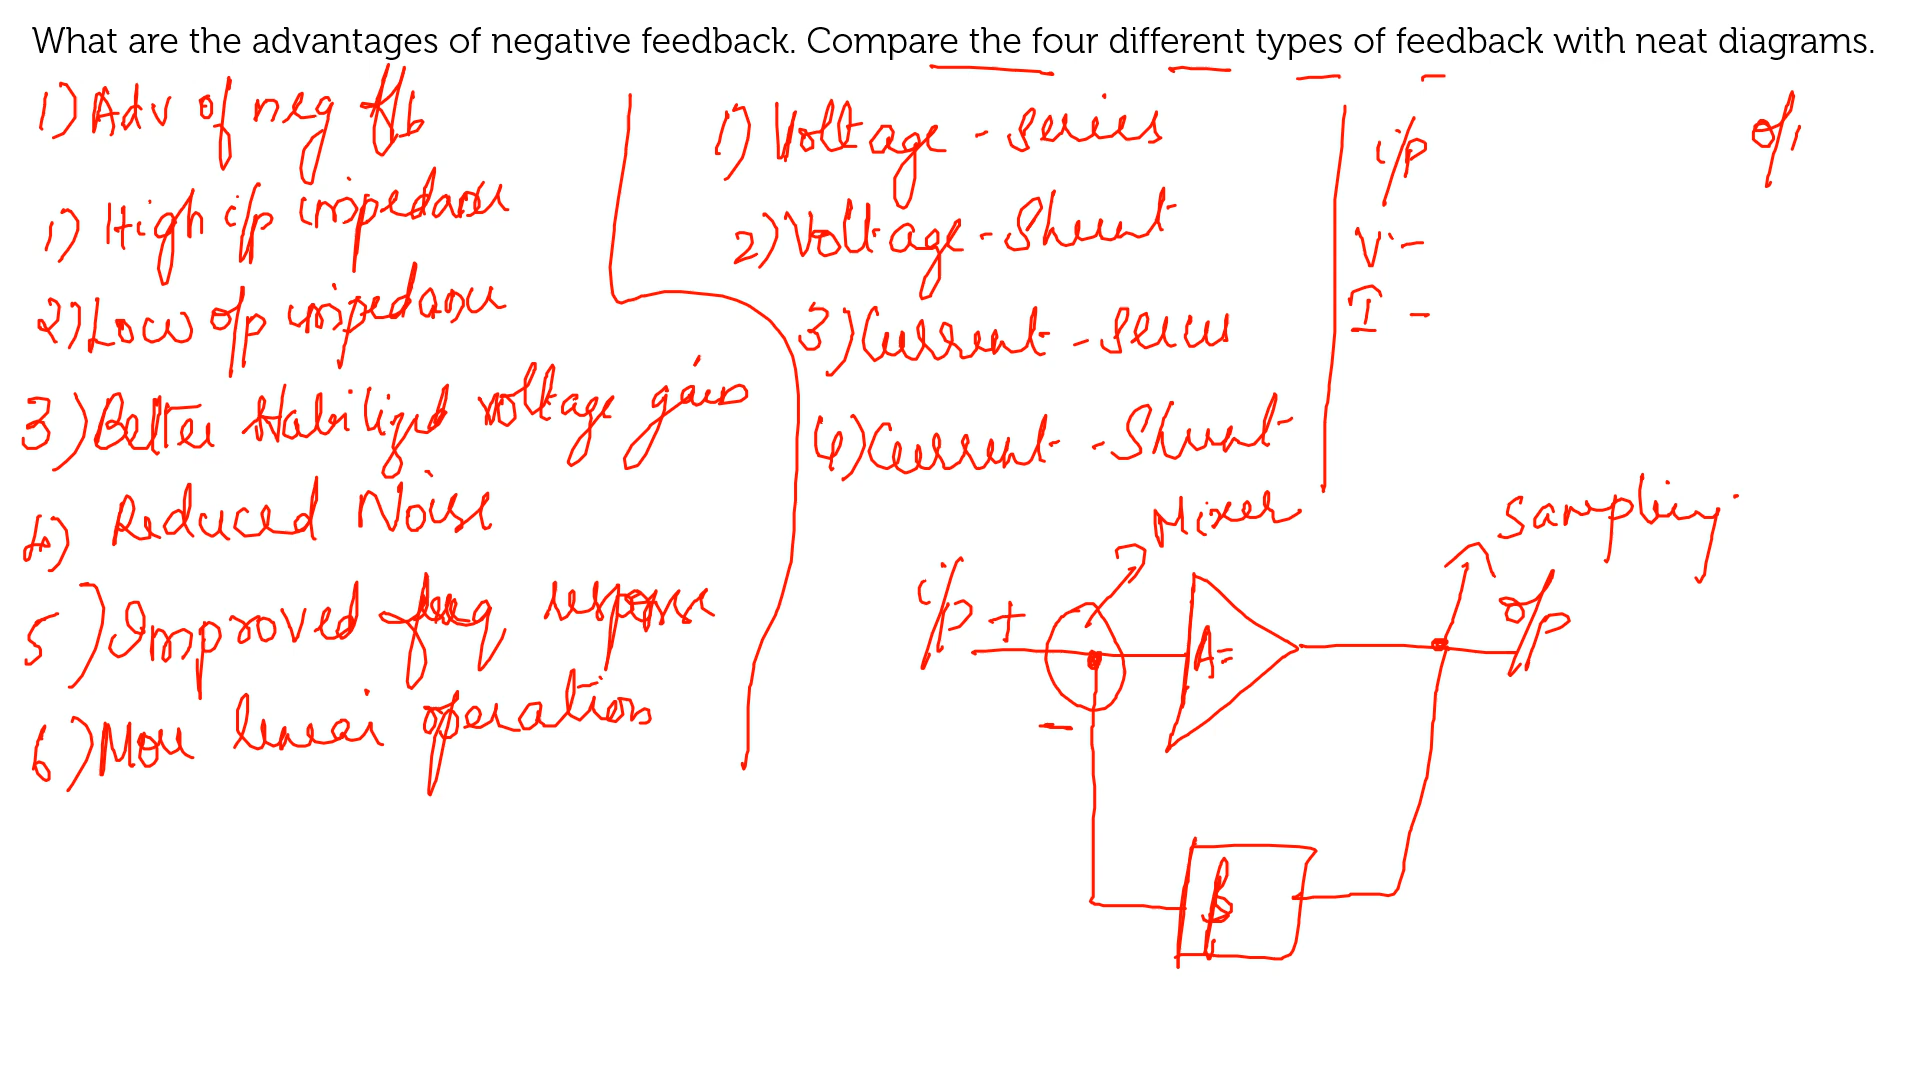 What are the advantages of negative feedback. Compare the four different types of feedback with neat diagrams.
1) Adv of neg f/b
1) High i/p impedance
2) Low o/p impedance
3) Better stabilized voltage gain
4) Reduced Noise
5) Improved freq response
6) More linear operation
1) Voltage - Series
2) Voltage - Shunt
3) Current - Series
4) Current - Shunt
i/p
V -
I -
o/
Mixer
Sampling
i/p +
-
A=
o/p
β